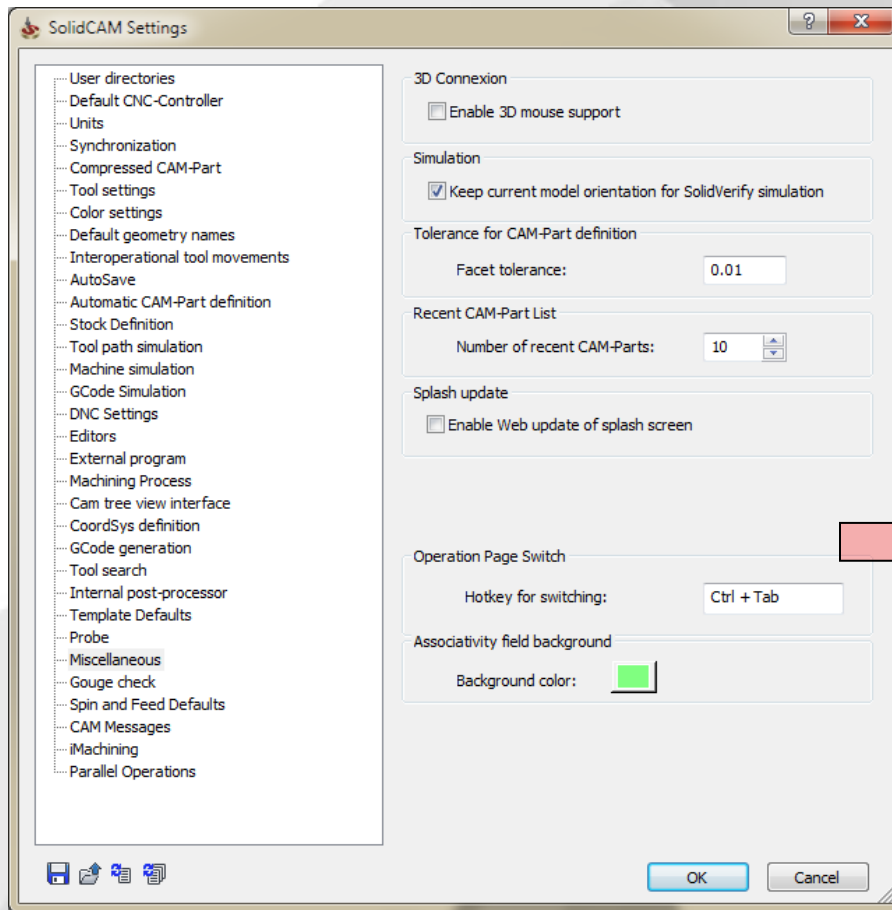 SolidCAM Settings
User directories
Default CNC-Controller
Units
Synchronization
Compressed CAM-Part
Tool settings
Color settings
Default geometry names
Interoperational tool movements
AutoSave
Automatic CAM-Part definition
Stock Definition
Tool path simulation
Machine simulation
GCode Simulation
DNC Settings
Editors
External program
Machining Process
Cam tree view interface
CoordSys definition
GCode generation
Tool search
Internal post-processor
Template Defaults
Probe
Miscellaneous
Gouge check
Spin and Feed Defaults
CAM Messages
iMachining
Parallel Operations
3D Connexion
Enable 3D mouse support
Simulation
Keep current model orientation for SolidVerify simulation
Tolerance for CAM-Part definition
Facet tolerance: 0.01
Recent CAM-Part List
Number of recent CAM-Parts: 10
Splash update
Enable Web update of splash screen
Operation Page Switch
Hotkey for switching: Ctrl + Tab
Associativity field background
Background color:
OK Cancel